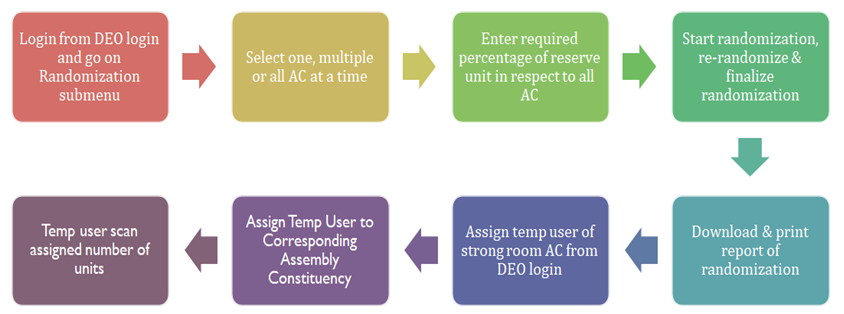 Login from DEO login
and go on
Randomization
submenu
Select one, multiple
or all AC at a time
Enter required
percentage of reserve
unit in respect to all
AC
Start randomization,
re-randomize &
finalize
randomization
Download & print
report of
randomization
Assign temp user of
strong room AC from
DEO login
Assign Temp User to
Corresponding
Assembly
Constituency
Temp user scan
assigned number of
units